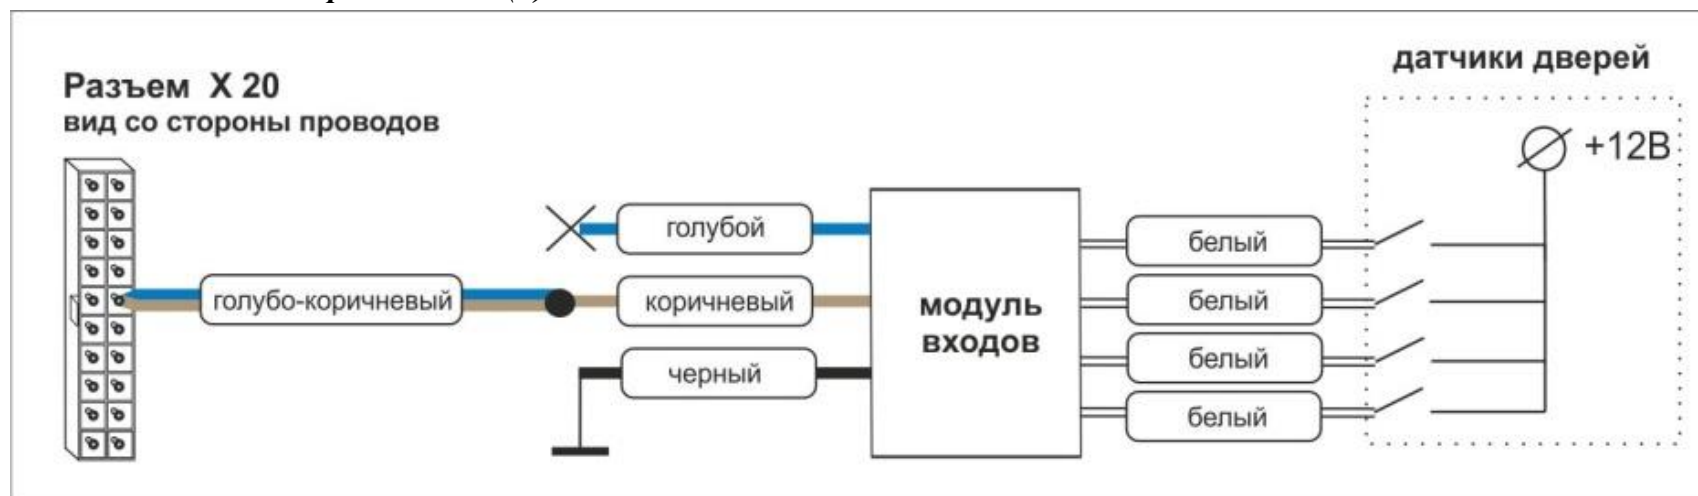 датчики дверей
Разъем X 20
вид со стороны проводов
+12В
голубой
белый
голубо-коричневый
коричневый
белый
модуль
входов
белый
черный
белый